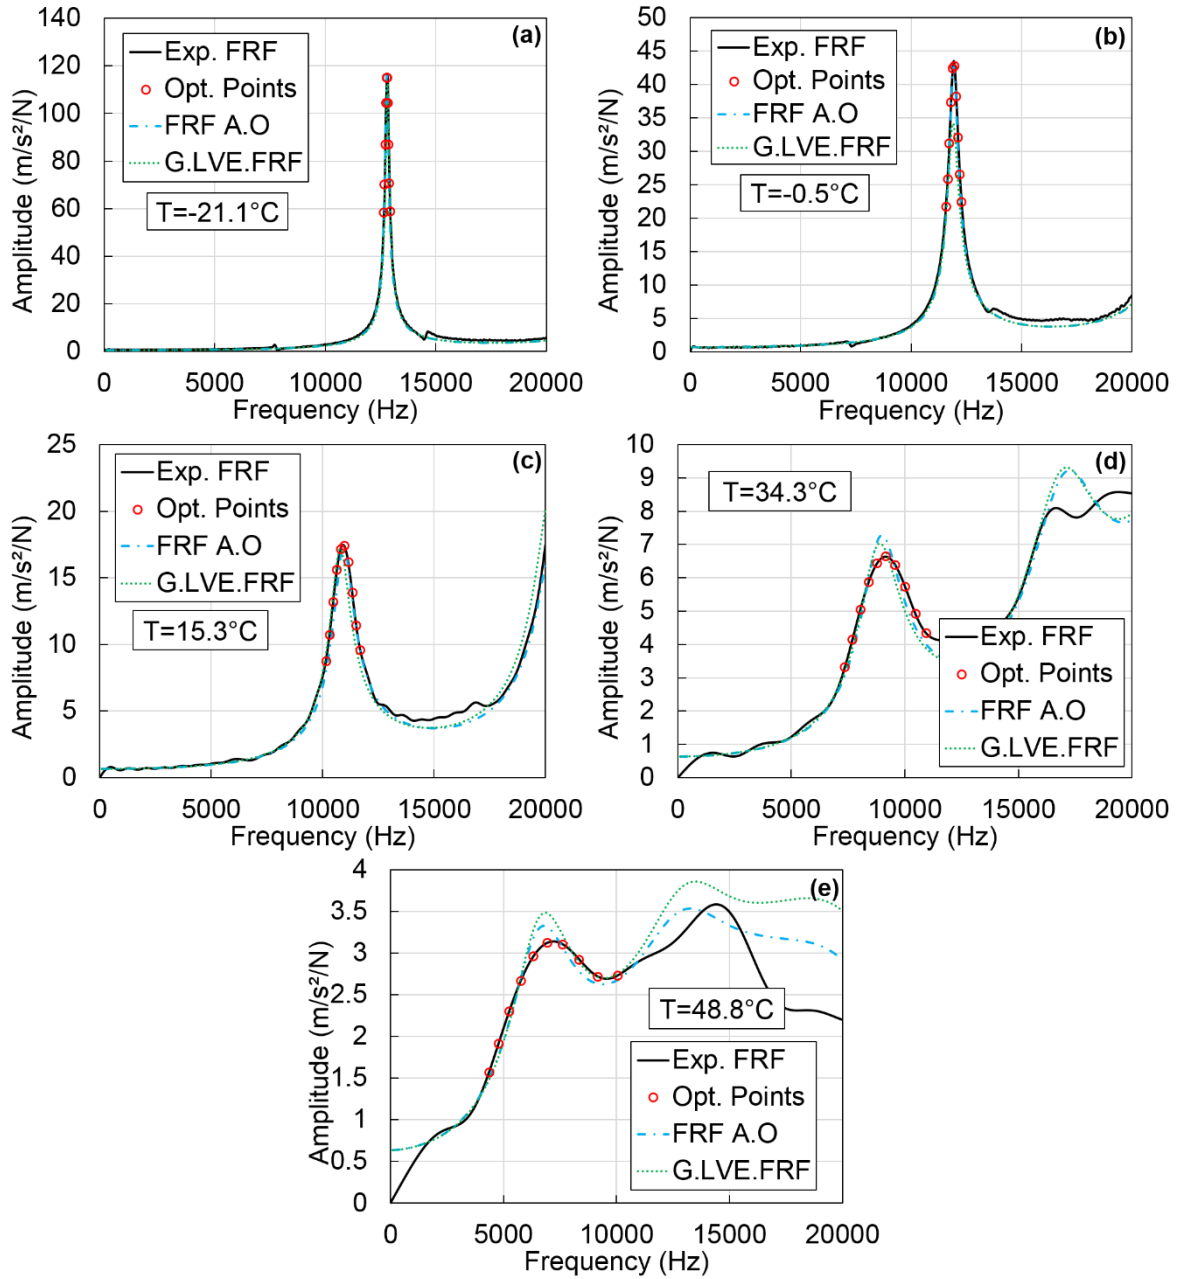 (a)
Amplitude (m/s²/N)
140
120
100
80
60
40
20
0
Exp. FRF
Opt. Points
FRF A.O
G.LVE.FRF
T=-21.1°C
0 5000 10000 15000 20000
Frequency (Hz)
(b)
Amplitude (m/s²/N)
50
45
40
35
30
25
20
15
10
5
0
Exp. FRF
Opt. Points
FRF A.O
G.LVE.FRF
T=-0.5°C
0 5000 10000 15000 20000
Frequency (Hz)
(c)
Amplitude (m/s²/N)
25
20
15
10
5
0
Exp. FRF
Opt. Points
FRF A.O
G.LVE.FRF
T=15.3°C
0 5000 10000 15000 20000
Frequency (Hz)
(d)
Amplitude (m/s²/N)
10
9
8
7
6
5
4
3
2
1
0
T=34.3°C
Exp. FRF
Opt. Points
FRF A.O
G.LVE.FRF
0 5000 10000 15000 20000
Frequency (Hz)
(e)
Amplitude (m/s²/N)
4
3.5
3
2.5
2
1.5
1
0.5
0
T=48.8°C
Exp. FRF
Opt. Points
FRF A.O
G.LVE.FRF
0 5000 10000 15000 20000
Frequency (Hz)